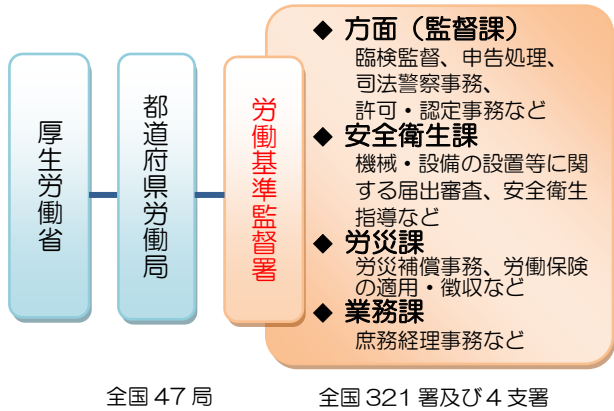 厚生労働省
都道府県労働局
労働基準監督署
◆ 方面（監督課）
臨検監督、申告処理、
司法警察事務、
許可・認定事務など
◆ 安全衛生課
機械・設備の設置等に関
する届出審査、安全衛生
指導など
◆ 労災課
労災補償事務、労働保険
の適用・徴収など
◆ 業務課
庶務経理事務など
全国47局
全国321署及び4支署